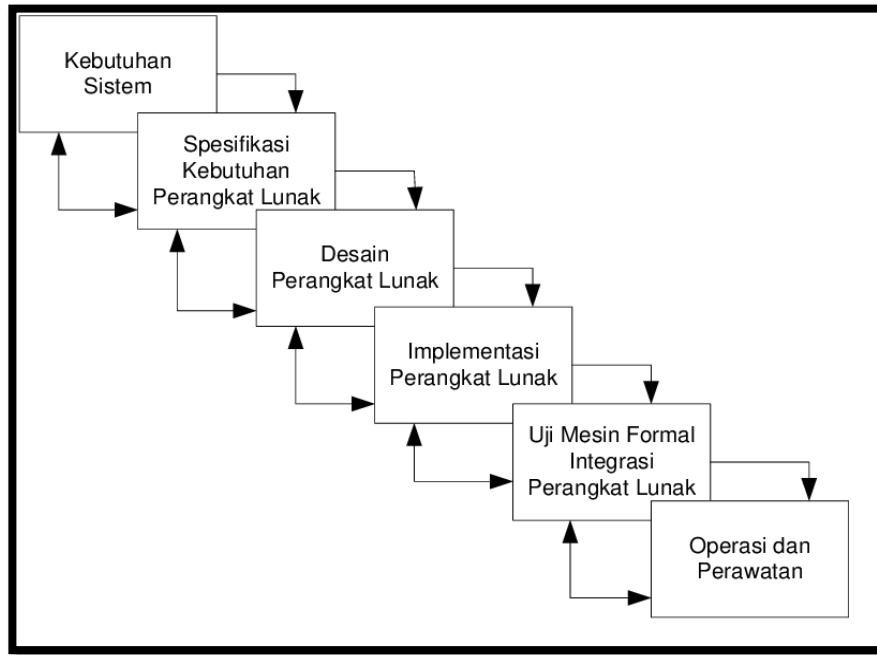 Kebutuhan
Sistem
Spesifikasi
Kebutuhan
Perangkat Lunak
Desain
Perangkat Lunak
Implementasi
Perangkat Lunak
Uji Mesin Formal
Integrasi
Perangkat Lunak
Operasi dan
Perawatan